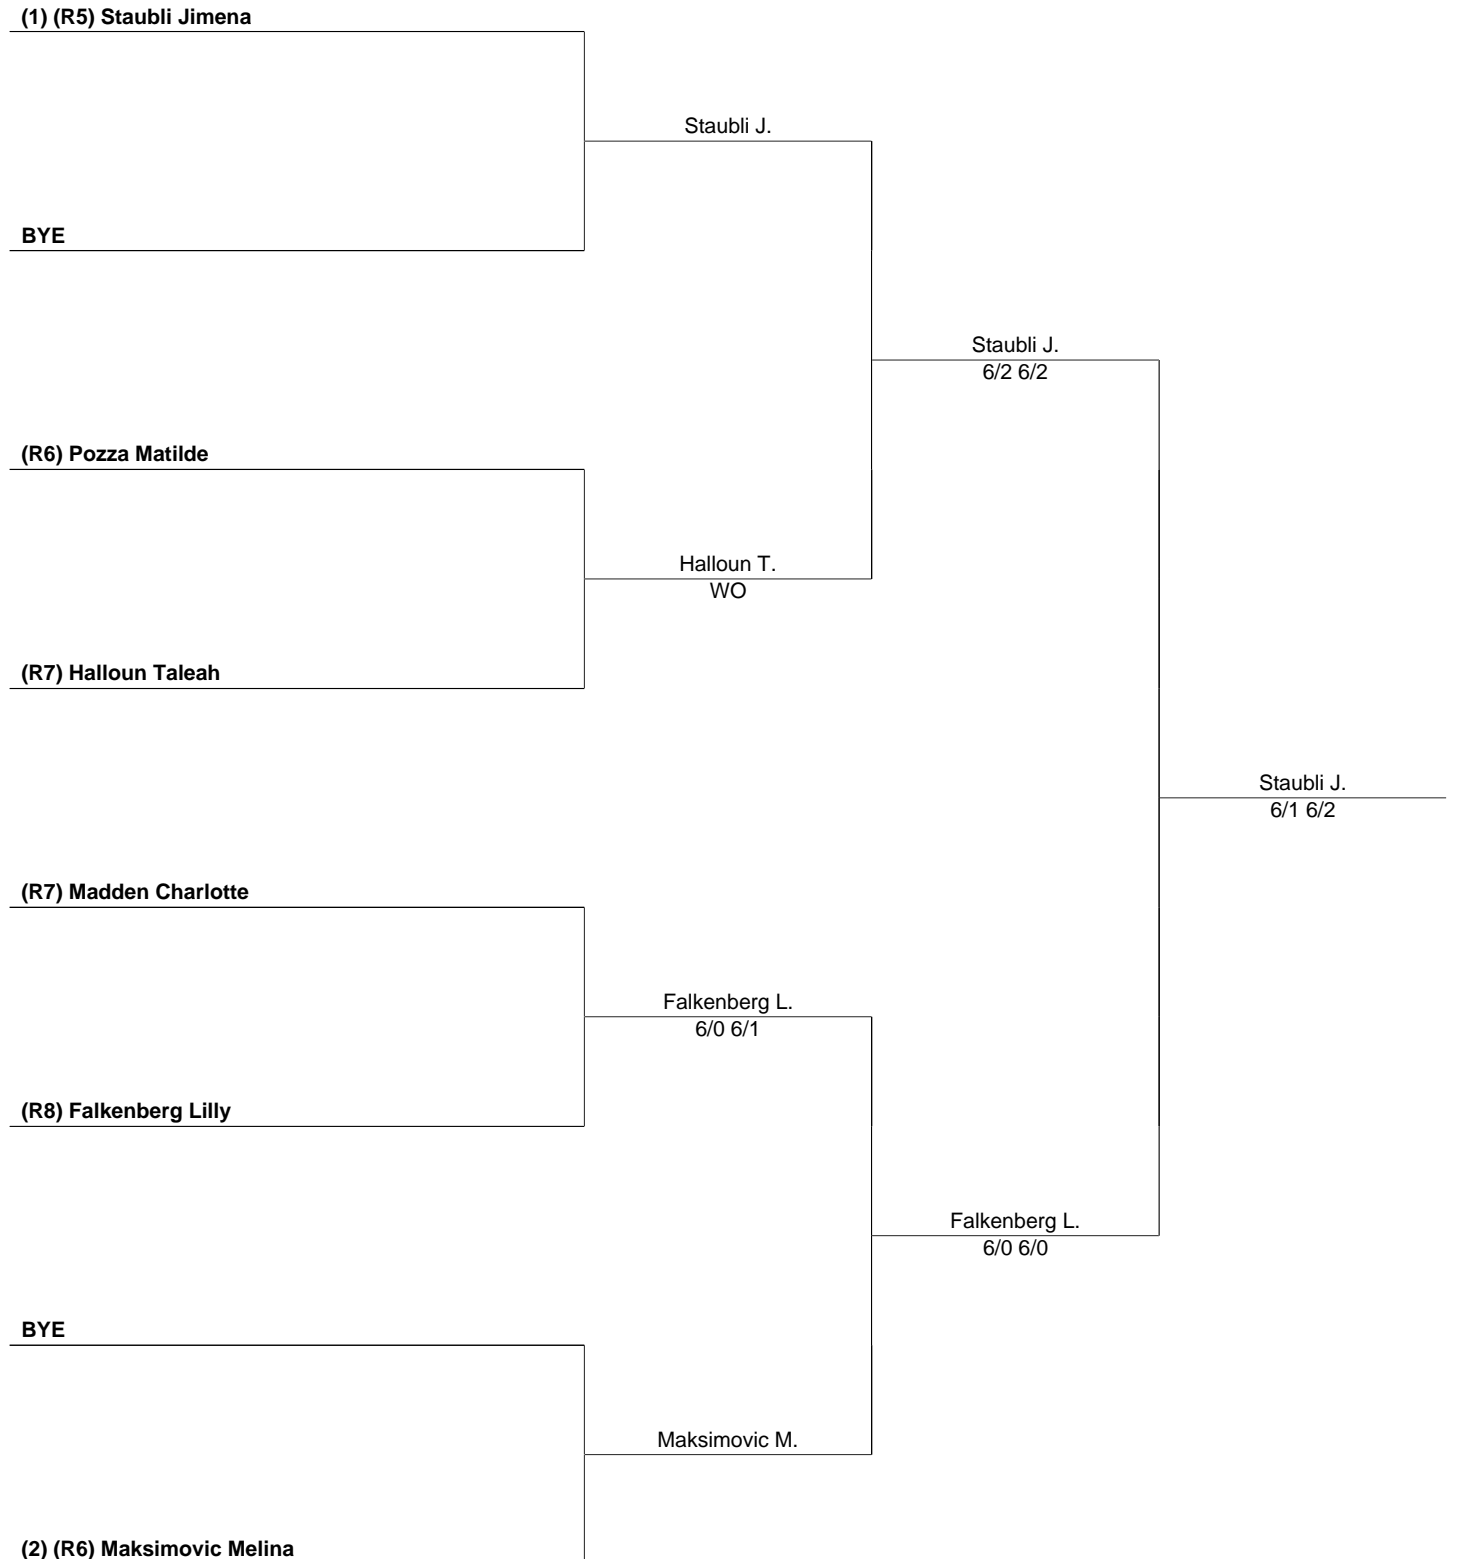 (1) (R5) Staubli Jimena
Staubli J.
BYE
Staubli J.
6/2 6/2
(R6) Pozza Matilde
Halloun T.
WO
(R7) Halloun Taleah
Staubli J.
6/1 6/2
(R7) Madden Charlotte
Falkenberg L.
6/0 6/1
(R8) Falkenberg Lilly
Falkenberg L.
6/0 6/0
BYE
Maksimovic M.
(2) (R6) Maksimovic Melina